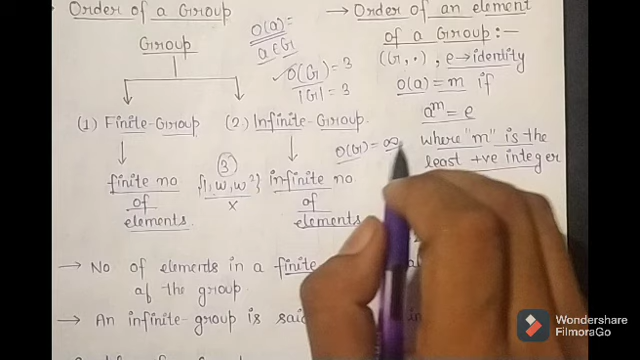 Order of a Group
Group
(1) Finite-Group
finite no
of
elements
(2) Infinite-Group
infinite no.
of
elements
O(a)=
a∈G
O(G)=3
|G|=3
③
{1, w, w²}
x
O(G)=∞
→ Order of an element
of a Group:-
(G, ·), e→identity
O(a) = m if
aᵐ = e
where "m" is the
least +ve integer
→ No of elements in a finite
of the group
→ An infinite-group is said
Wondershare
FilmoraGo